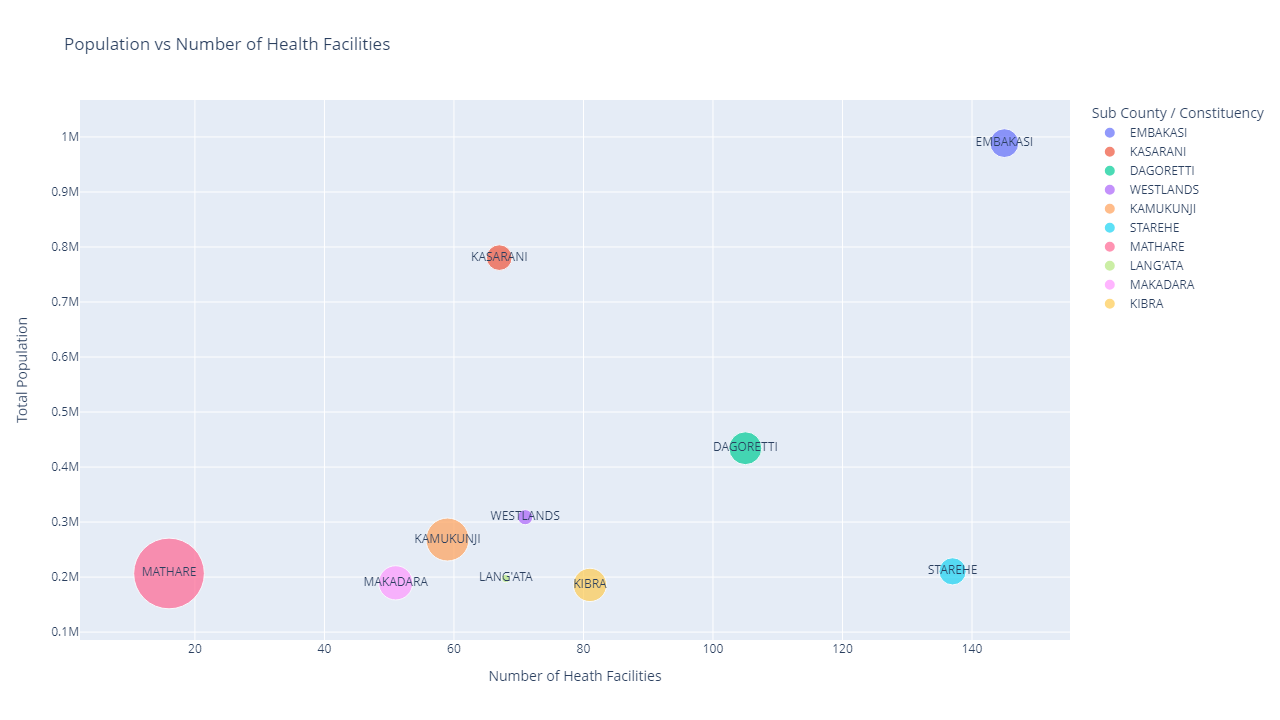 Population vs Number of Health Facilities
Sub County / Constituency
EMBAKASI
KASARANI
DAGORETTI
WESTLANDS
KAMUKUNJI
STAREHE
MATHARE
LANG'ATA
MAKADARA
KIBRA
Total Population
1M
0.9M
0.8M
0.7M
0.6M
0.5M
0.4M
0.3M
0.2M
0.1M
EMBAKASI
KASARANI
DAGORETTI
WESTLANDS
KAMUKUNJI
STAREHE
MATHARE
LANG'ATA
MAKADARA
KIBRA
20
40
60
80
100
120
140
Number of Heath Facilities